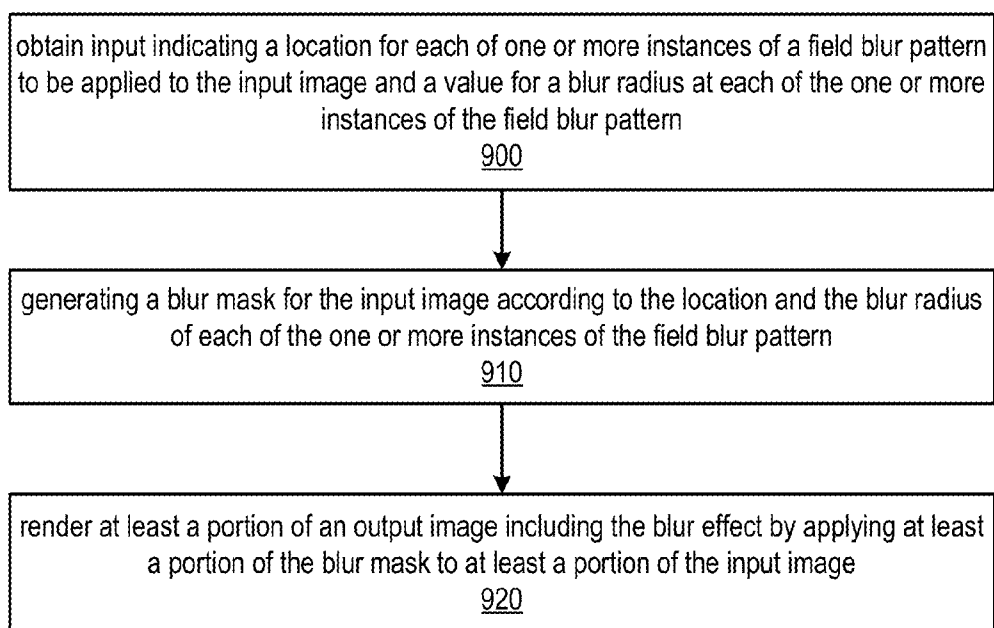 obtain input indicating a location for each of one or more instances of a field blur pattern
to be applied to the input image and a value for a blur radius at each of the one or more
instances of the field blur pattern
900
generating a blur mask for the input image according to the location and the blur radius
of each of the one or more instances of the field blur pattern
910
render at least a portion of an output image including the blur effect by applying at least
a portion of the blur mask to at least a portion of the input image
920